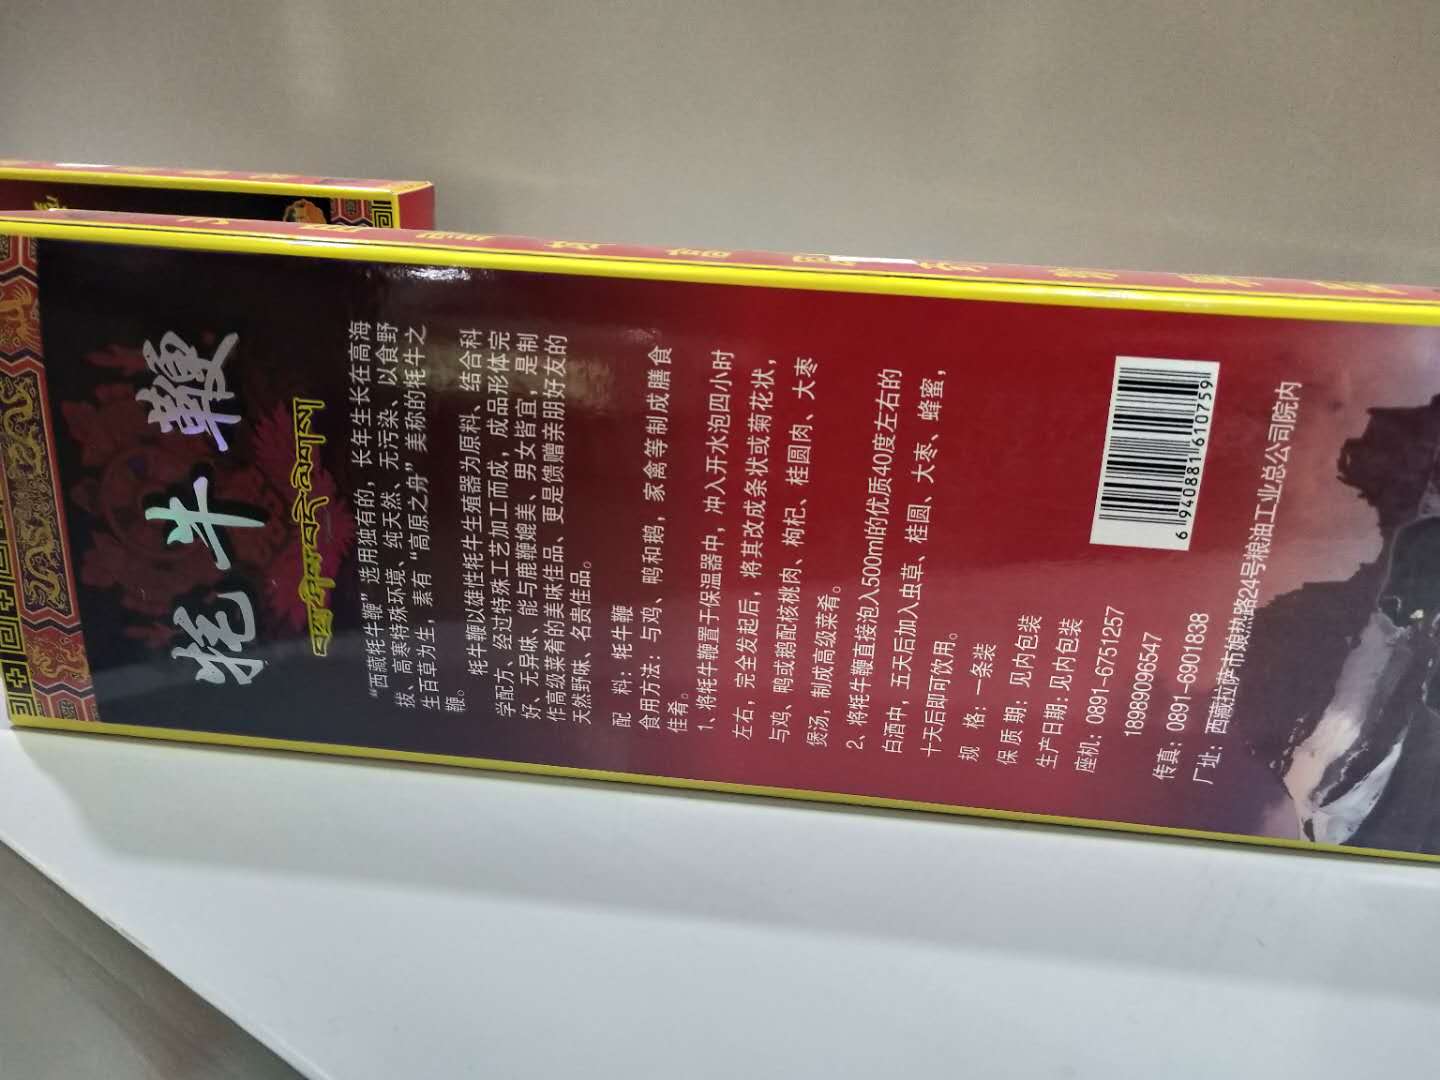 牦牛鞭
“西藏牦牛鞭”选用独有的，长年生长在高海
拔、高寒特殊环境、纯天然、无污染、以食野
生百草为生，素有“高原之舟”美称的牦牛之
鞭。
牦牛鞭以雄性牦牛生殖器为原料、结合科
学配方、经过特殊工艺加工而成，成品形体完
好、无异味、能与鹿鞭媲美、男女皆宜，是制
作高级菜肴的美味佳品、更是馈赠亲朋好友的
天然野味、名贵佳品。
配 料：牦牛鞭
食用方法：与鸡、鸭和鹅，家禽等制成膳食
佳肴。
1、将牦牛鞭置于保温器中，冲入开水泡四小时
左右，完全发起后，将其改成条状或菊花状，
与鸡、鸭或鹅配核桃肉、枸杞、桂圆肉、大枣
煲汤，制成高级菜肴。
2、将牦牛鞭直接泡入500ml的优质40度左右的
白酒中，五天后加入虫草、桂圆、大枣、蜂蜜，
十天后即可饮用。
规 格：一条装
保 质 期：见内包装
生产日期：见内包装
座机：0891-6751257
18989096547
传真：0891-6901838
厂址：西藏拉萨市娘热路24号粮油工业总公司院内
6 940881 610759